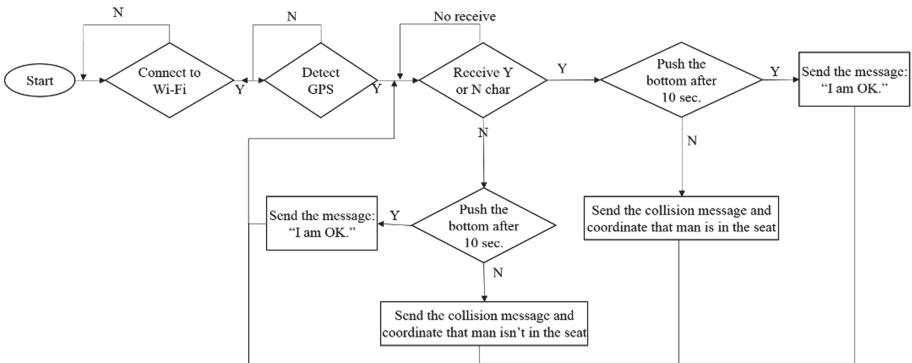 N
N
No receive
Start
Connect to
Wi-Fi
Y
Detect
GPS
Y
Receive Y
or N char
Y
Push the
bottom after
10 sec.
Y
Send the message:
“I am OK.”
N
N
Send the message:
“I am OK.”
Y
Push the
bottom after
10 sec.
Send the collision message and
coordinate that man is in the seat
N
Send the collision message and
coordinate that man isn’t in the seat